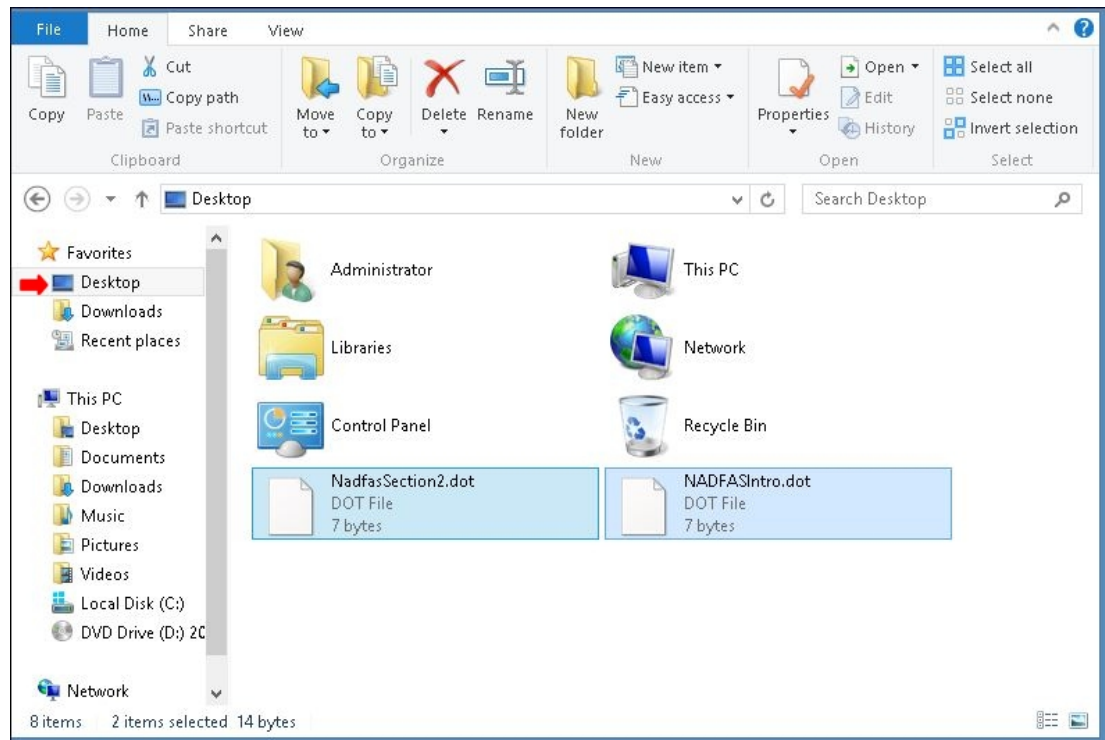 File Home Share View
Copy
Paste
Cut
Copy path
Paste shortcut
Clipboard
Move to
Copy to
Delete
Rename
Organize
New folder
New item
Easy access
New
Properties
Open
Edit
History
Open
Select all
Select none
Invert selection
Select
Desktop
Search Desktop
Favorites
Desktop
Downloads
Recent places
This PC
Desktop
Documents
Downloads
Music
Pictures
Videos
Local Disk (C:)
DVD Drive (D:) 20
Network
Administrator
This PC
Libraries
Network
Control Panel
Recycle Bin
NadfasSection2.dot
DOT File
7 bytes
NADFASIntro.dot
DOT File
7 bytes
8 items 2 items selected 14 bytes